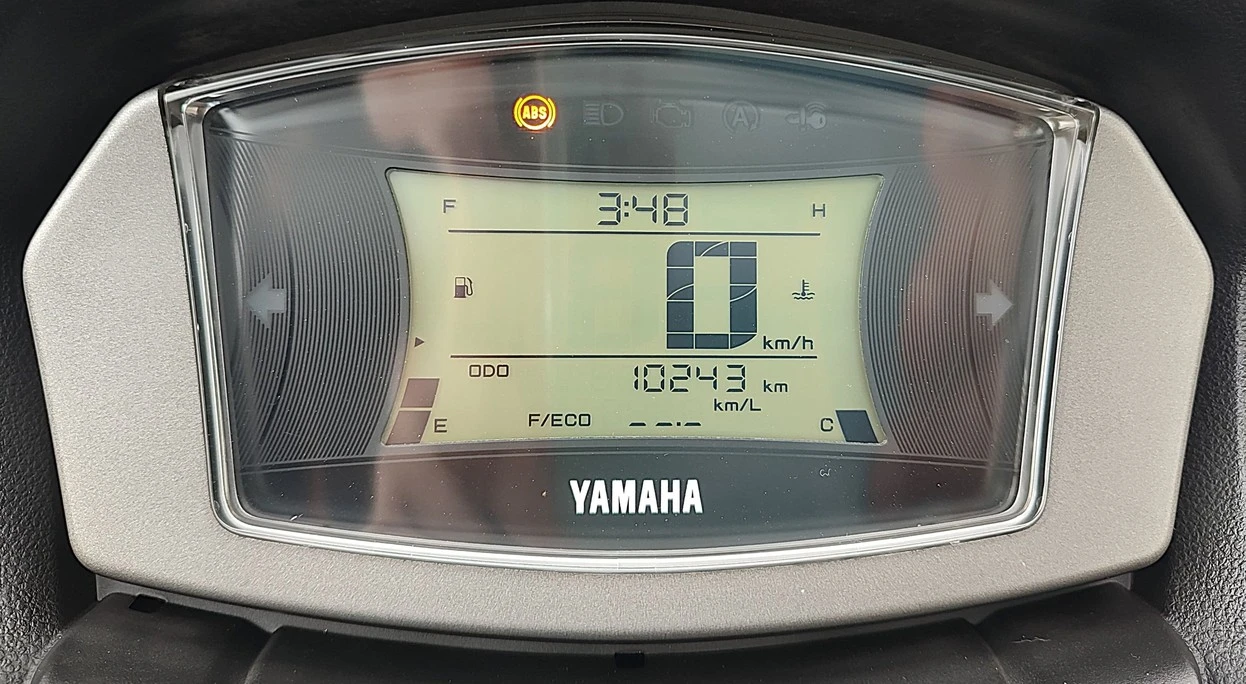 ABS
A
F 3:48 H
0 km/h
ODO 10243 km
km/L
E F/ECO --.- C
YAMAHA